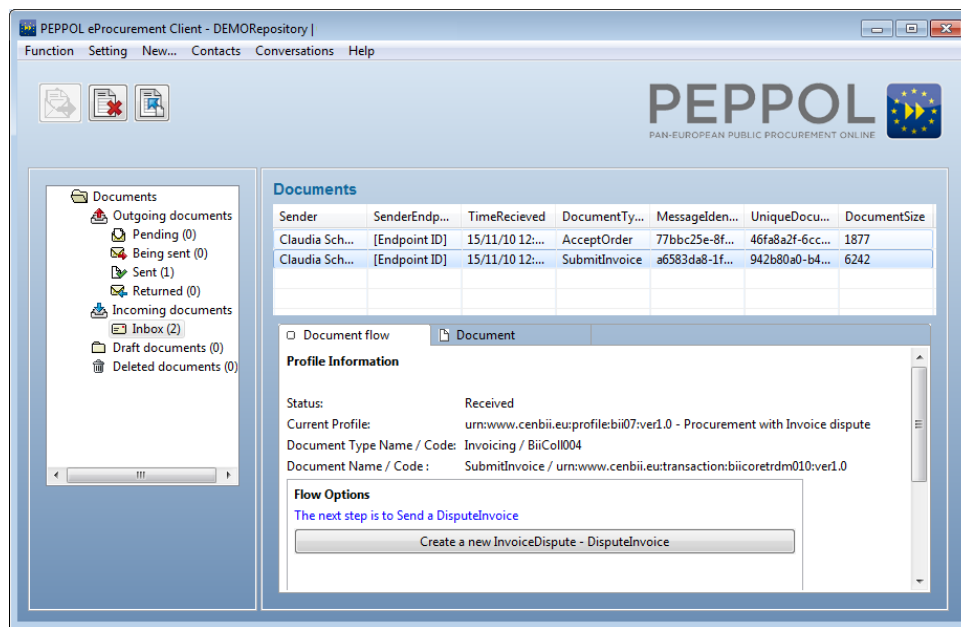 PEPPOL eProcurement Client - DEMORepository |
Function Setting New... Contacts Conversations Help
PEPPOL
PAN-EUROPEAN PUBLIC PROCUREMENT ONLINE
Documents
Outgoing documents
Pending (0)
Being sent (0)
Sent (1)
Returned (0)
Incoming documents
Inbox (2)
Draft documents (0)
Deleted documents (0)
Documents
Sender SenderEndp... TimeRecieved DocumentTy... MessageIden... UniqueDocu... DocumentSize
Claudia Sch... [Endpoint ID] 15/11/10 12:... AcceptOrder 77bbc25e-8f... 46fa8a2f-6cc... 1877
Claudia Sch... [Endpoint ID] 15/11/10 12:... SubmitInvoice a6583da8-1f... 942b80a0-b4... 6242
Document flow Document
Profile Information
Status: Received
Current Profile: urn:www.cenbii.eu:profile:bii07:ver1.0 - Procurement with Invoice dispute
Document Type Name / Code: Invoicing / BiiColl004
Document Name / Code : SubmitInvoice / urn:www.cenbii.eu:transaction:biicoretrdm010:ver1.0
Flow Options
The next step is to Send a DisputeInvoice
Create a new InvoiceDispute - DisputeInvoice